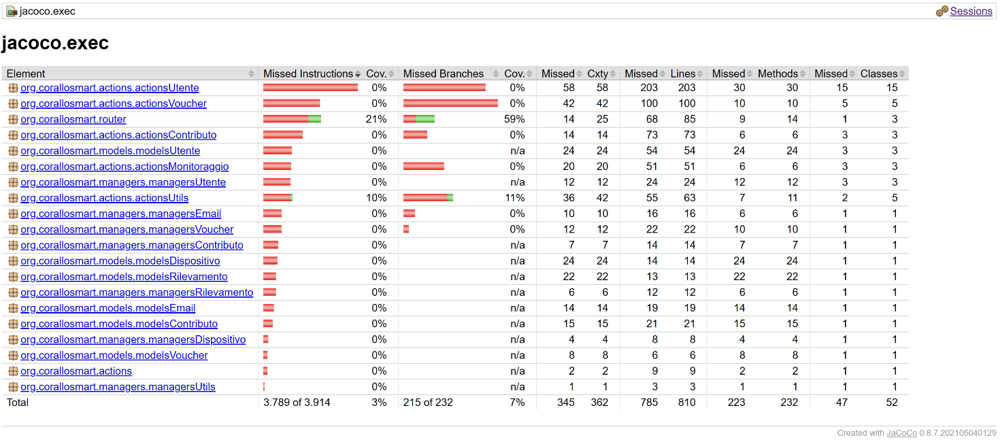 jacoco.exec Sessions
jacoco.exec
Element Missed Instructions Cov. Missed Branches Cov. Missed Cxty Missed Lines Missed Methods Missed Classes
org.corallosmart.actions.actionsUtente 0% 0% 58 58 203 203 30 30 15 15
org.corallosmart.actions.actionsVoucher 0% 0% 42 42 100 100 10 10 5 5
org.corallosmart.router 21% 59% 14 25 68 85 9 14 1 3
org.corallosmart.actions.actionsContributo 0% 0% 14 14 73 73 6 6 3 3
org.corallosmart.models.modelsUtente 0% n/a 24 24 54 54 24 24 3 3
org.corallosmart.actions.actionsMonitoraggio 0% 0% 20 20 51 51 6 6 3 3
org.corallosmart.managers.managersUtente 0% n/a 12 12 24 24 12 12 3 3
org.corallosmart.actions.actionsUtils 10% 11% 36 42 55 63 7 11 2 5
org.corallosmart.managers.managersEmail 0% 0% 10 10 16 16 6 6 1 1
org.corallosmart.managers.managersVoucher 0% 0% 12 12 22 22 10 10 1 1
org.corallosmart.managers.managersContributo 0% n/a 7 7 14 14 7 7 1 1
org.corallosmart.models.modelsDispositivo 0% n/a 24 24 14 14 24 24 1 1
org.corallosmart.models.modelsRilevamento 0% n/a 22 22 13 13 22 22 1 1
org.corallosmart.managers.managersRilevamento 0% n/a 6 6 12 12 6 6 1 1
org.corallosmart.models.modelsEmail 0% n/a 14 14 19 19 14 14 1 1
org.corallosmart.models.modelsContributo 0% n/a 15 15 21 21 15 15 1 1
org.corallosmart.managers.managersDispositivo 0% n/a 4 4 8 8 4 4 1 1
org.corallosmart.models.modelsVoucher 0% n/a 8 8 6 6 8 8 1 1
org.corallosmart.actions 0% n/a 2 2 9 9 2 2 1 1
org.corallosmart.managers.managersUtils 0% n/a 1 1 3 3 1 1 1 1
Total 3.789 of 3.914 3% 215 of 232 7% 345 362 785 810 223 232 47 52
Created with JaCoCo 0.8.7.202105040129